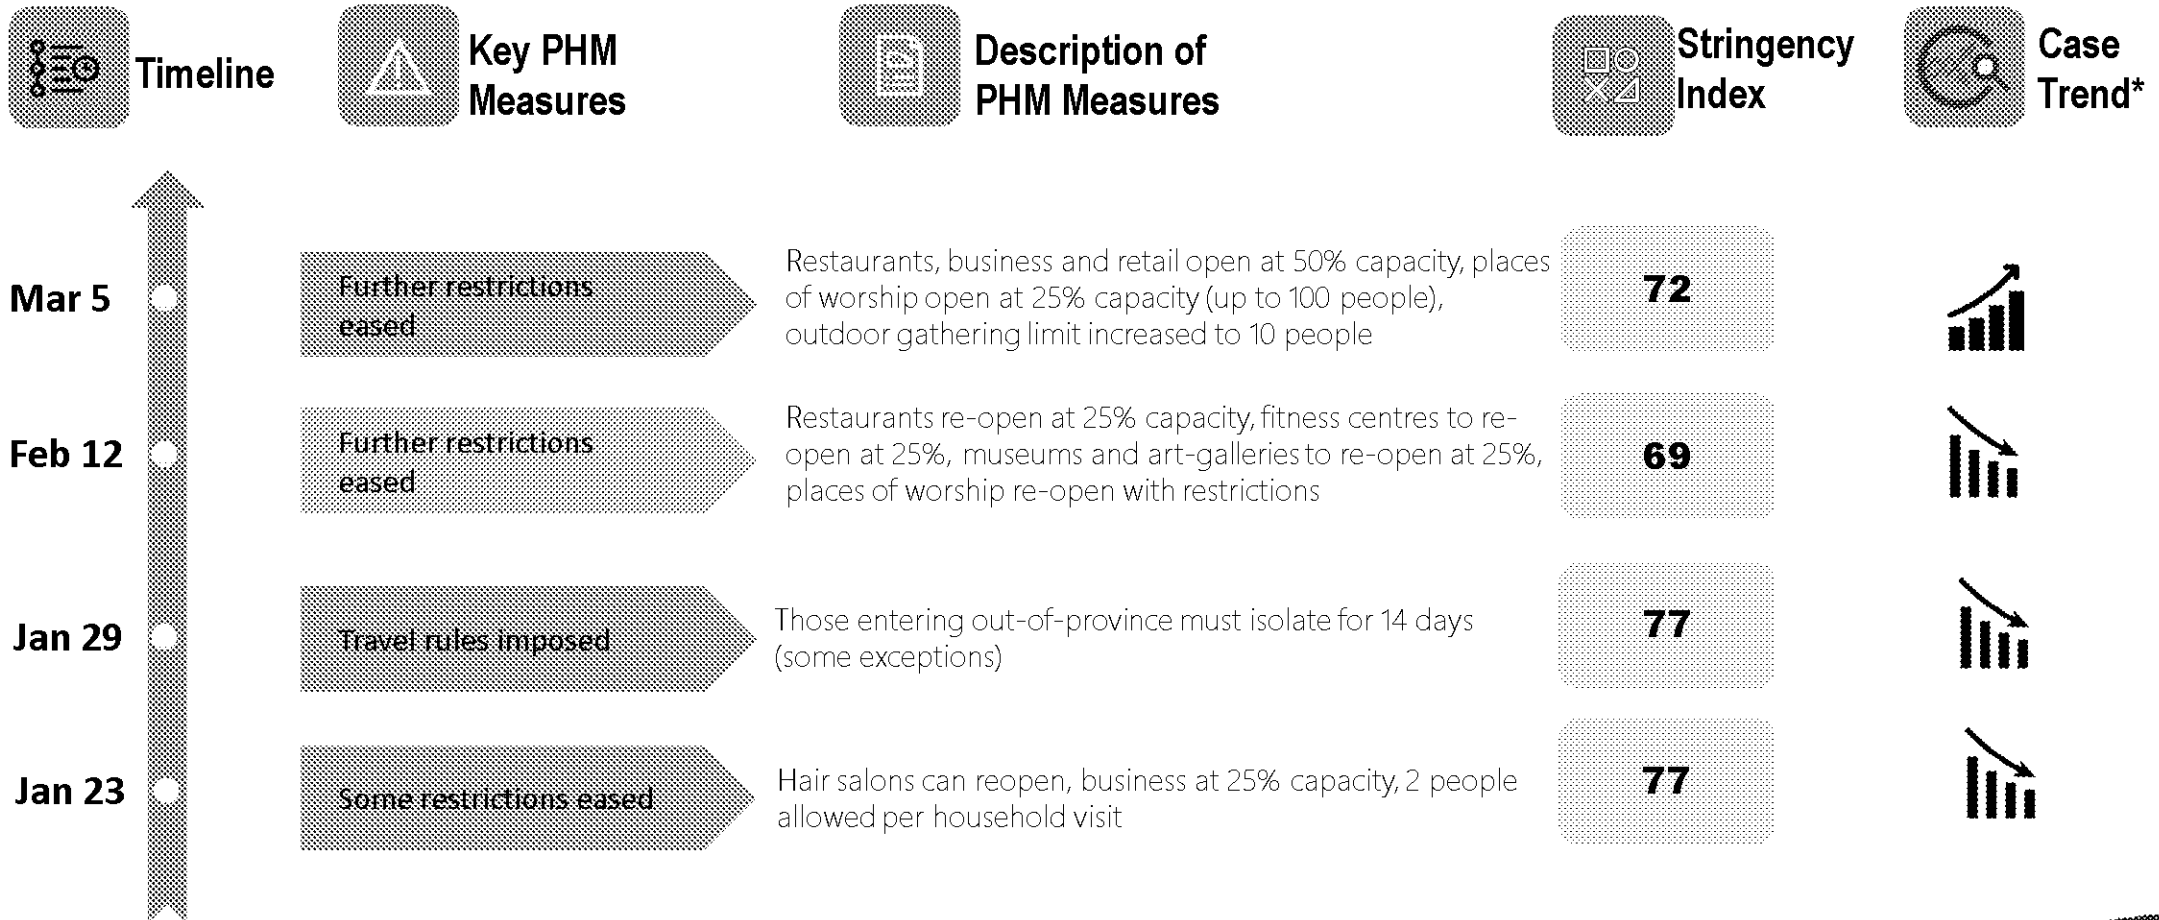 Timeline
Key PHM
Measures
Description of
PHM Measures
Stringency
Index
Case
Trend*
Mar 5
Further restrictions
eased
Restaurants, business and retail open at 50% capacity, places
of worship open at 25% capacity (up to 100 people),
outdoor gathering limit increased to 10 people
72
Feb 12
Further restrictions
eased
Restaurants re-open at 25% capacity, fitness centres to re-
open at 25%, museums and art-galleries to re-open at 25%,
places of worship re-open with restrictions
69
Jan 29
Travel rules imposed
Those entering out-of-province must isolate for 14 days
(some exceptions)
77
Jan 23
Some restrictions eased
Hair salons can reopen, business at 25% capacity, 2 people
allowed per household visit
77